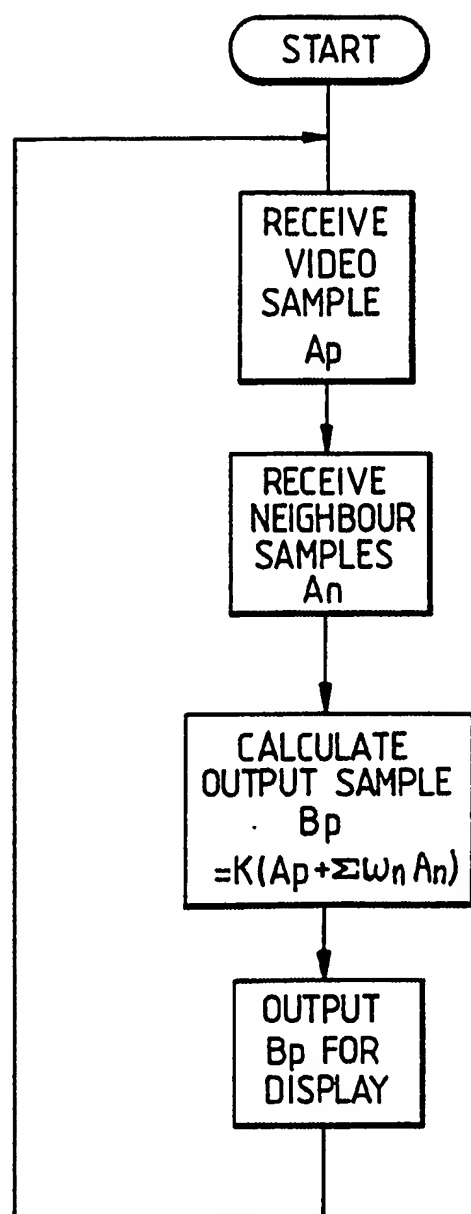 START
RECEIVE
VIDEO
SAMPLE
Ap
RECEIVE
NEIGHBOUR
SAMPLES
An
CALCULATE
OUTPUT SAMPLE
Bp
=K(Ap+Σωn An)
OUTPUT
Bp FOR
DISPLAY